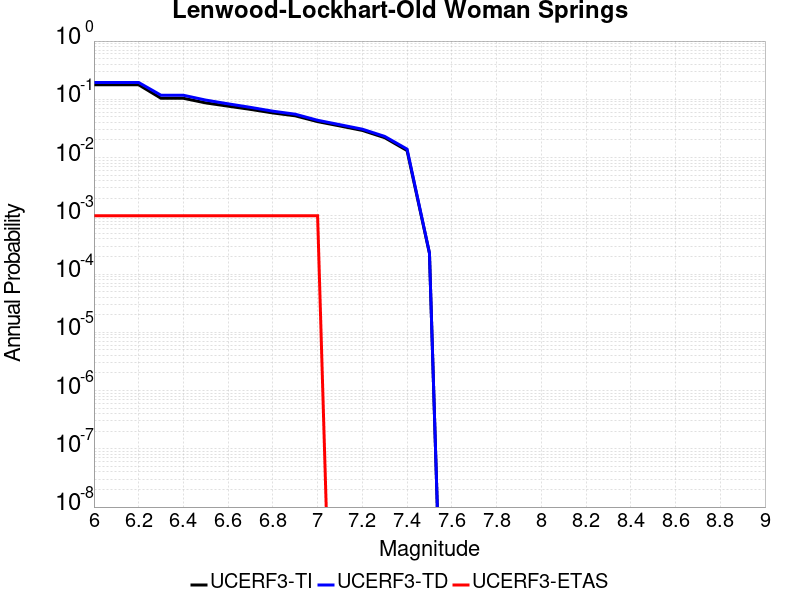 Lenwood-Lockhart-Old Woman Springs
10^0
10^-1
10^-2
10^-3
10^-4
10^-5
10^-6
10^-7
10^-8
Annual Probability
6 6.2 6.4 6.6 6.8 7 7.2 7.4 7.6 7.8 8 8.2 8.4 8.6 8.8 9
Magnitude
UCERF3-TI UCERF3-TD UCERF3-ETAS